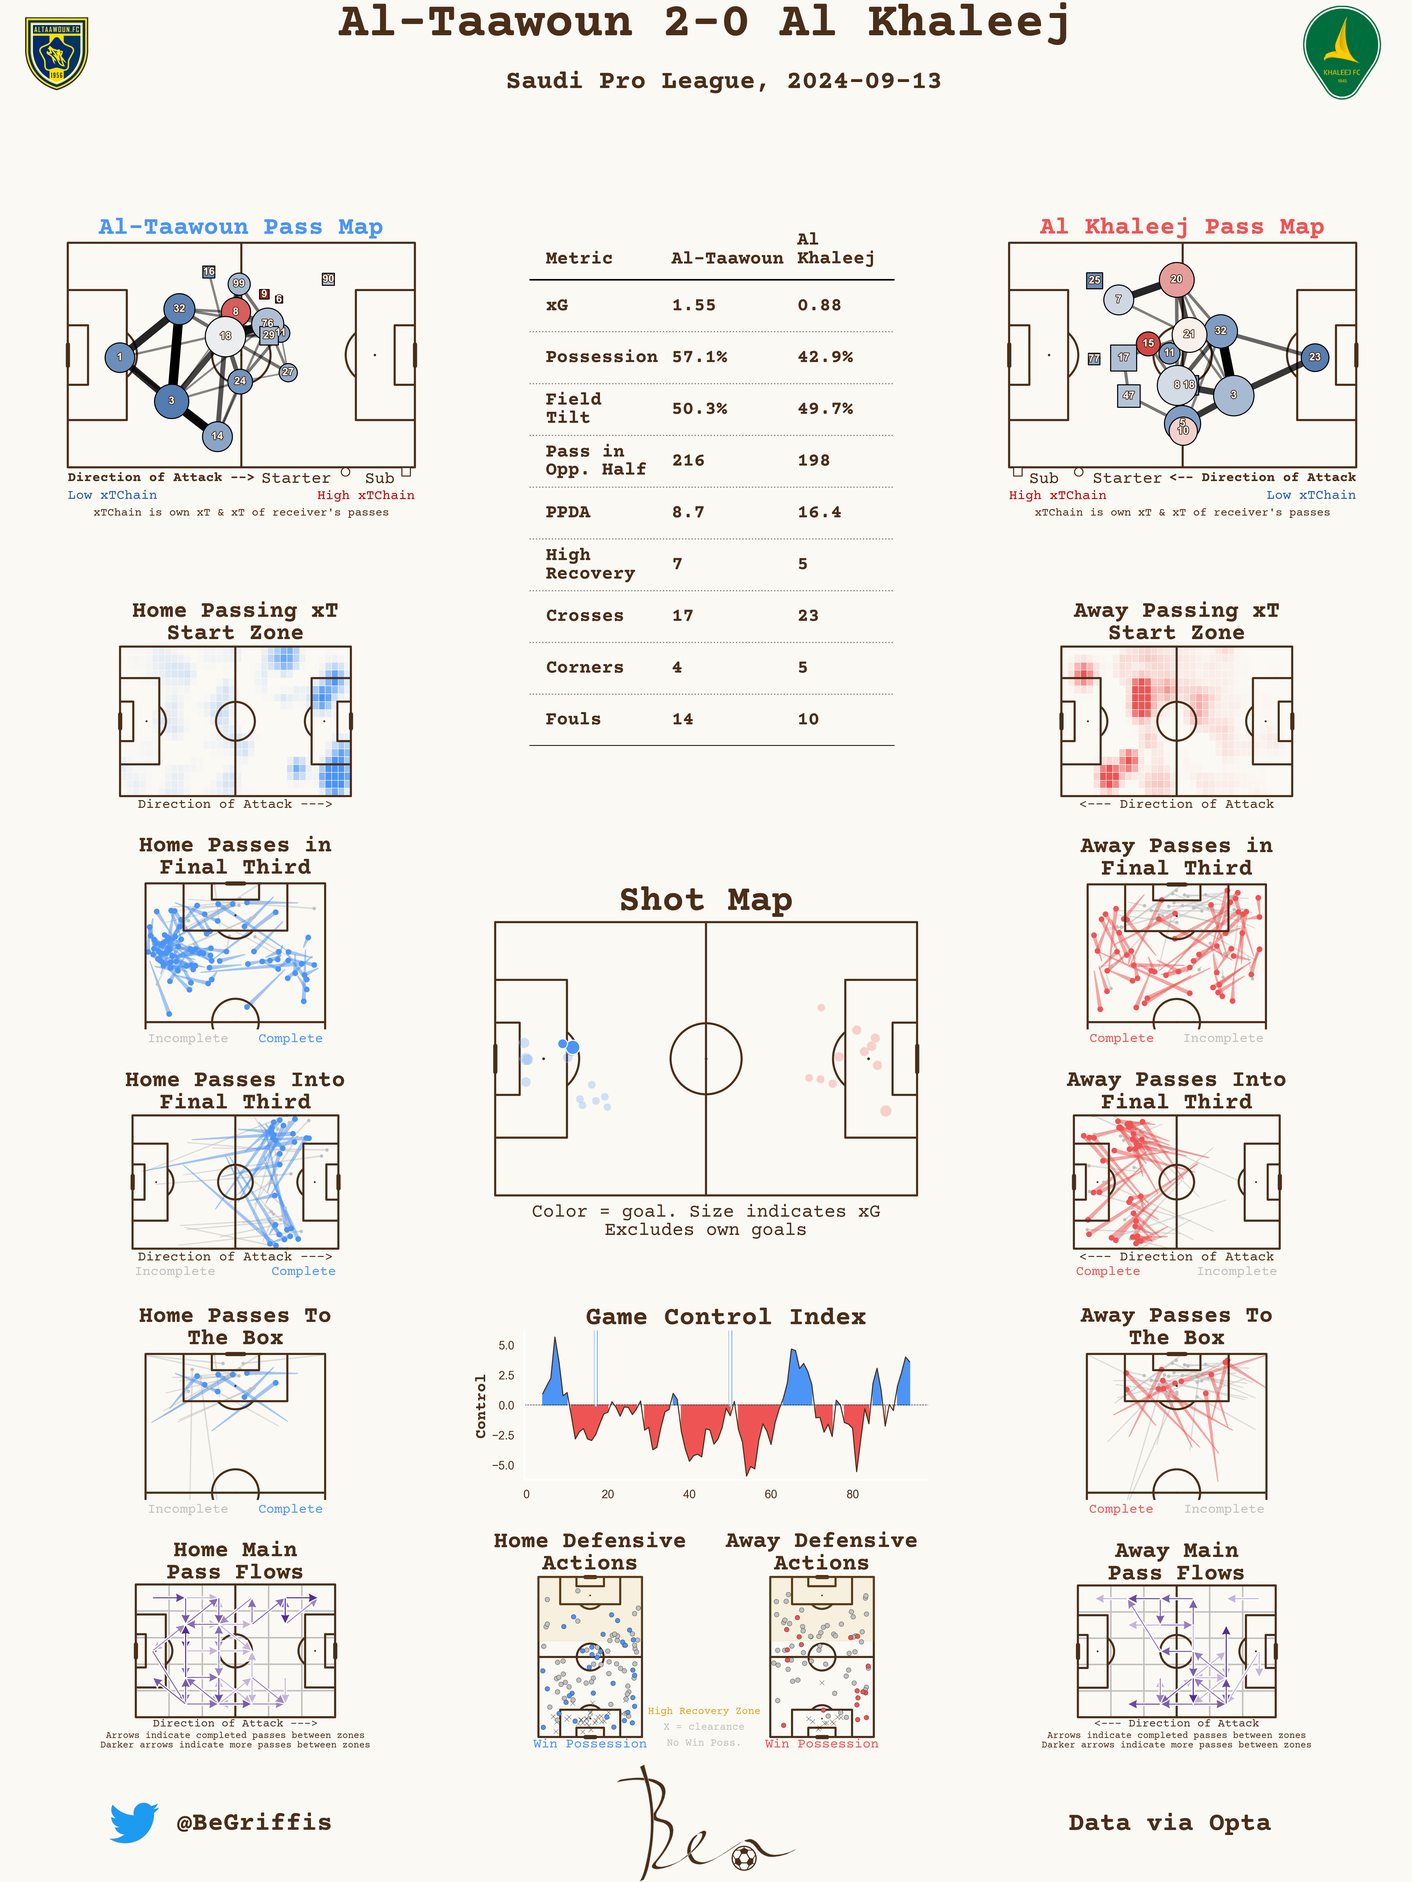 Al-Taawoun 2-0 Al Khaleej
Saudi Pro League, 2024-09-13
ALTAAWOUN.FC
1956
KHALEEJ FC
Al-Taawoun Pass Map
16
99
90
9
6
32
8
76
18
29
11
1
27
24
3
14
Direction of Attack --> Starter Sub
Low xTChain High xTChain
xTChain is own xT & xT of receiver's passes
Metric Al-Taawoun Al Khaleej
xG 1.55 0.88
Possession 57.1% 42.9%
Field Tilt 50.3% 49.7%
Pass in Opp. Half 216 198
PPDA 8.7 16.4
High Recovery 7 5
Crosses 17 23
Corners 4 5
Fouls 14 10
Al Khaleej Pass Map
25
20
7
32
21
15
11
77
17
23
8
18
47
3
5
10
Sub Starter <-- Direction of Attack
High xTChain Low xTChain
xTChain is own xT & xT of receiver's passes
Home Passing xT
Start Zone
Direction of Attack --->
Away Passing xT
Start Zone
<--- Direction of Attack
Home Passes in
Final Third
Incomplete Complete
Away Passes in
Final Third
Complete Incomplete
Shot Map
Color = goal. Size indicates xG
Excludes own goals
Home Passes Into
Final Third
Direction of Attack --->
Incomplete Complete
Away Passes Into
Final Third
<--- Direction of Attack
Complete Incomplete
Home Passes To
The Box
Incomplete Complete
Game Control Index
Control
5.0
2.5
0.0
−2.5
−5.0
0 20 40 60 80
Away Passes To
The Box
Complete Incomplete
Home Main
Pass Flows
Direction of Attack --->
Arrows indicate completed passes between zones
Darker arrows indicate more passes between zones
Home Defensive
Actions
Win Possession
High Recovery Zone
X = clearance
No Win Poss.
Away Defensive
Actions
Win Possession
Away Main
Pass Flows
<--- Direction of Attack
Arrows indicate completed passes between zones
Darker arrows indicate more passes between zones
@BeGriffis
Ben
Data via Opta